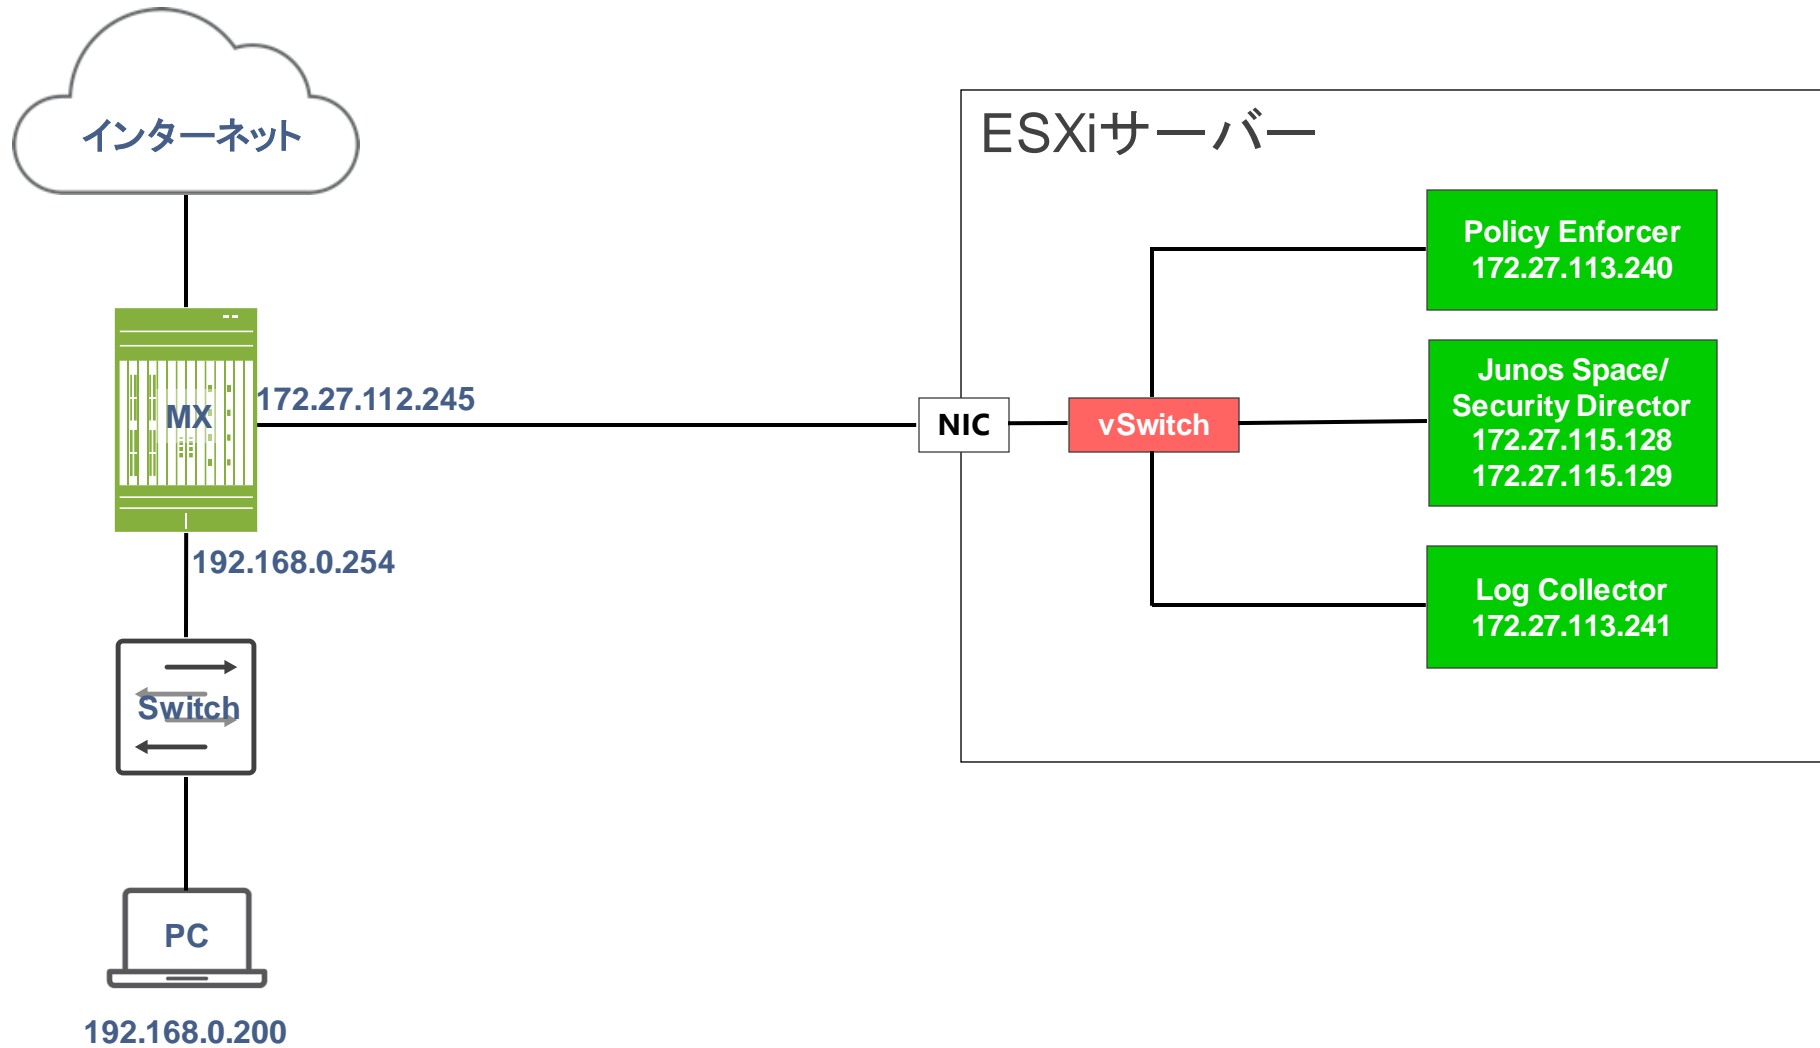 インターネット
ESXiサーバー
Policy Enforcer
172.27.113.240
Junos Space/
Security Director
172.27.115.128
172.27.115.129
172.27.112.245
MX
NIC
vSwitch
192.168.0.254
Log Collector
172.27.113.241
Switch
PC
192.168.0.200